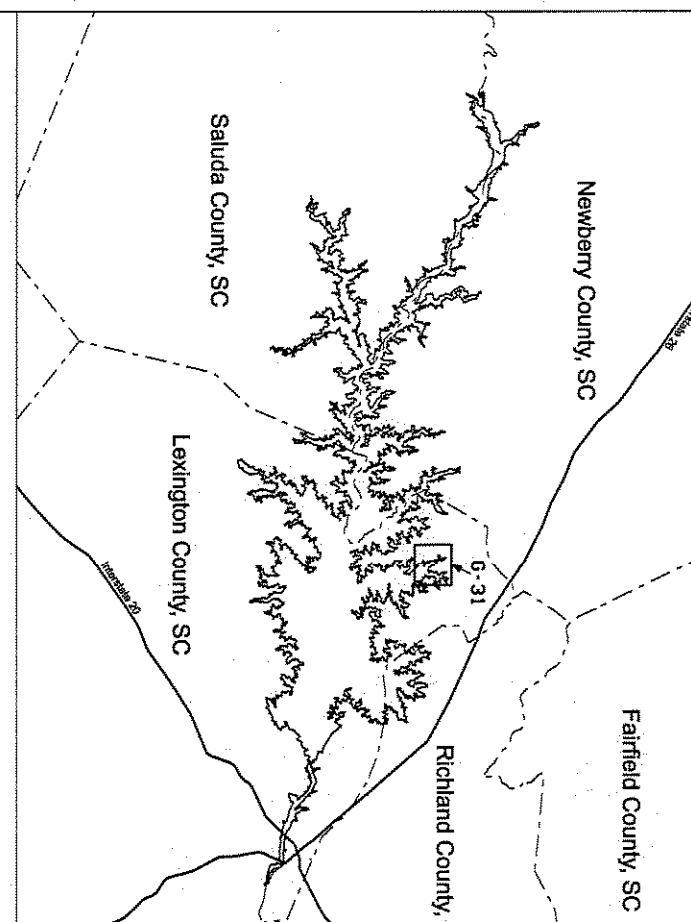 Newberry County, SC
Saluda County, SC
Lexington County, SC
Fairfield County, SC
Richland County,
G-31
Interstate 20